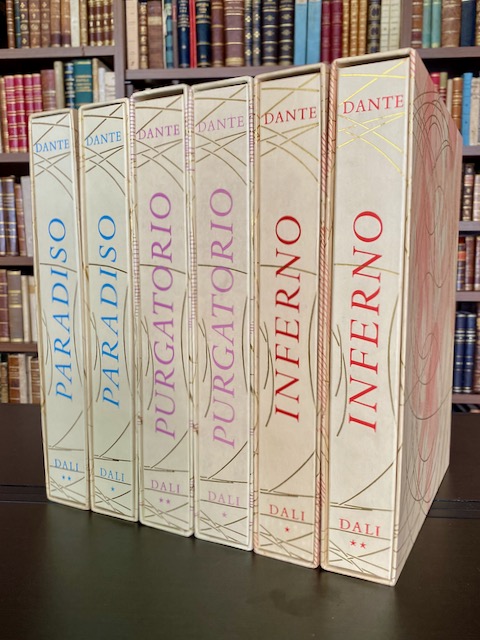 DANTE
PARADISO
DALI
**
DANTE
PARADISO
DALI
*
DANTE
PURGATORIO
DALI
**
DANTE
PURGATORIO
DALI
*
DANTE
INFERNO
DALI
*
DANTE
INFERNO
DALI
**